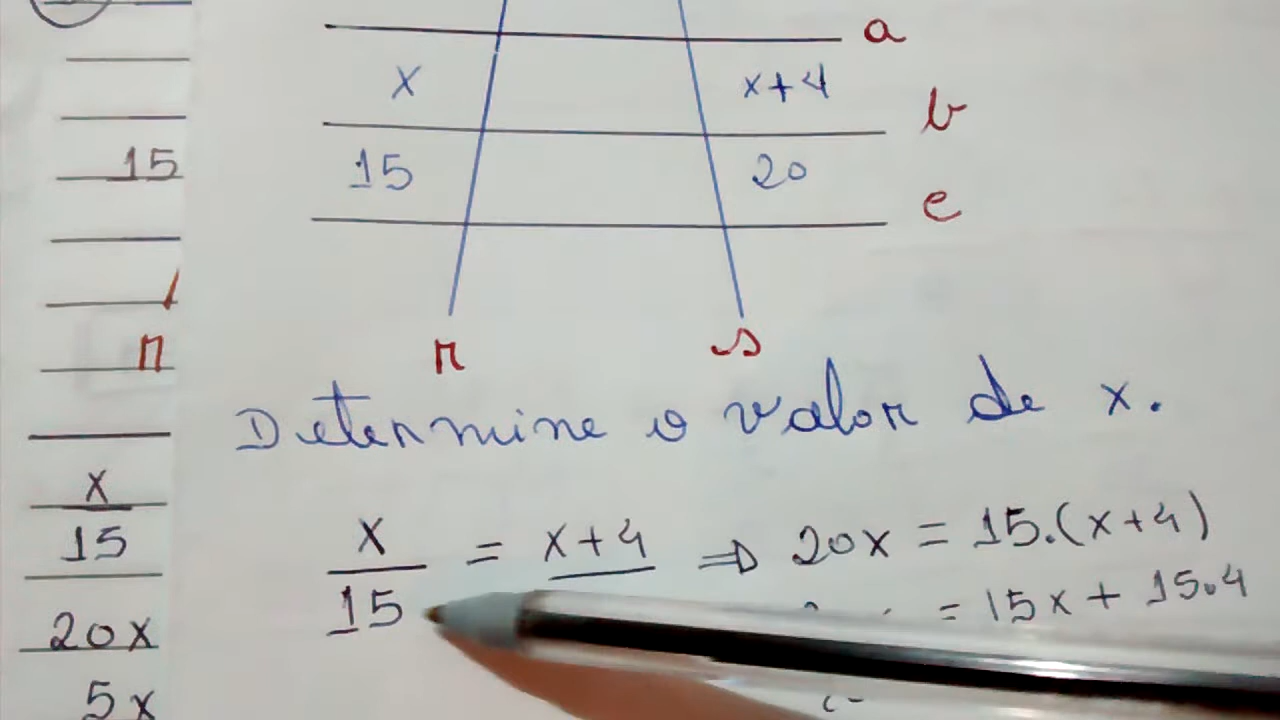 a
x x+4 b
15 20 c
r s
Determine o valor de x.
x/15 = x+4 ⇒ 20x = 15.(x+4)
= 15x + 15.4
15
r
x
15
20x
5x